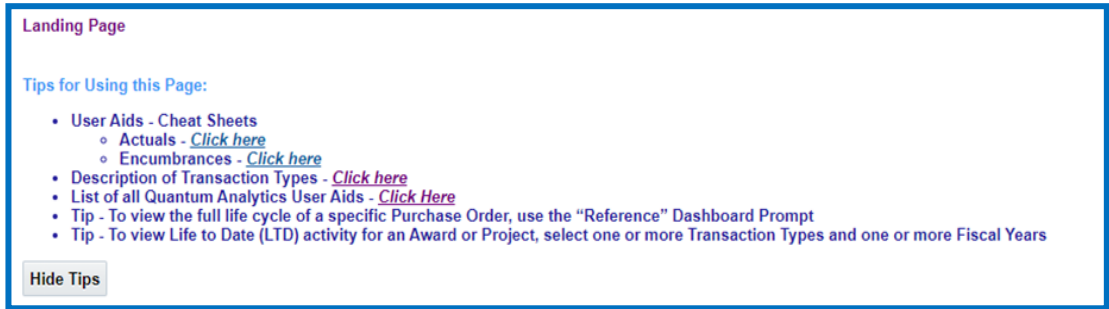 Landing Page
Tips for Using this Page:
User Aids - Cheat Sheets
Actuals - Click here
Encumbrances - Click here
Description of Transaction Types - Click here
List of all Quantum Analytics User Aids - Click Here
Tip - To view the full life cycle of a specific Purchase Order, use the “Reference” Dashboard Prompt
Tip - To view Life to Date (LTD) activity for an Award or Project, select one or more Transaction Types and one or more Fiscal Years
Hide Tips